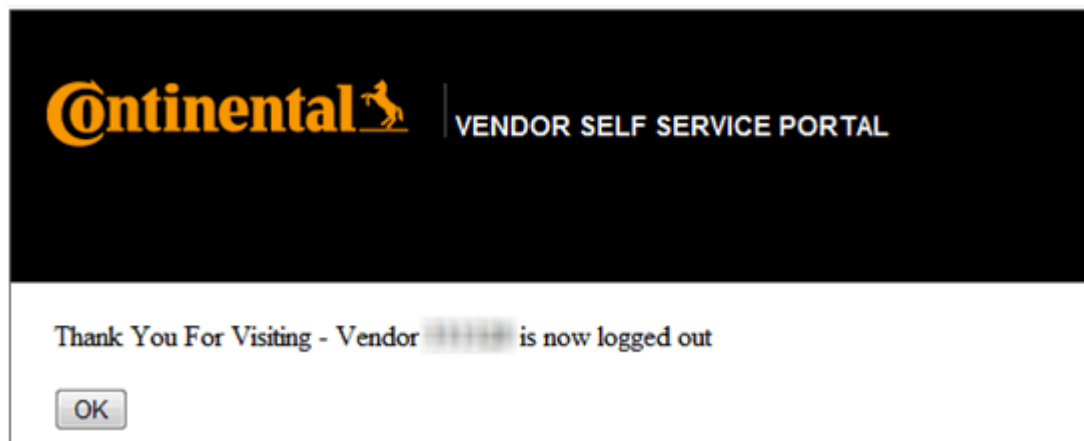 Continental
VENDOR SELF SERVICE PORTAL
Thank You For Visiting - Vendor is now logged out
OK